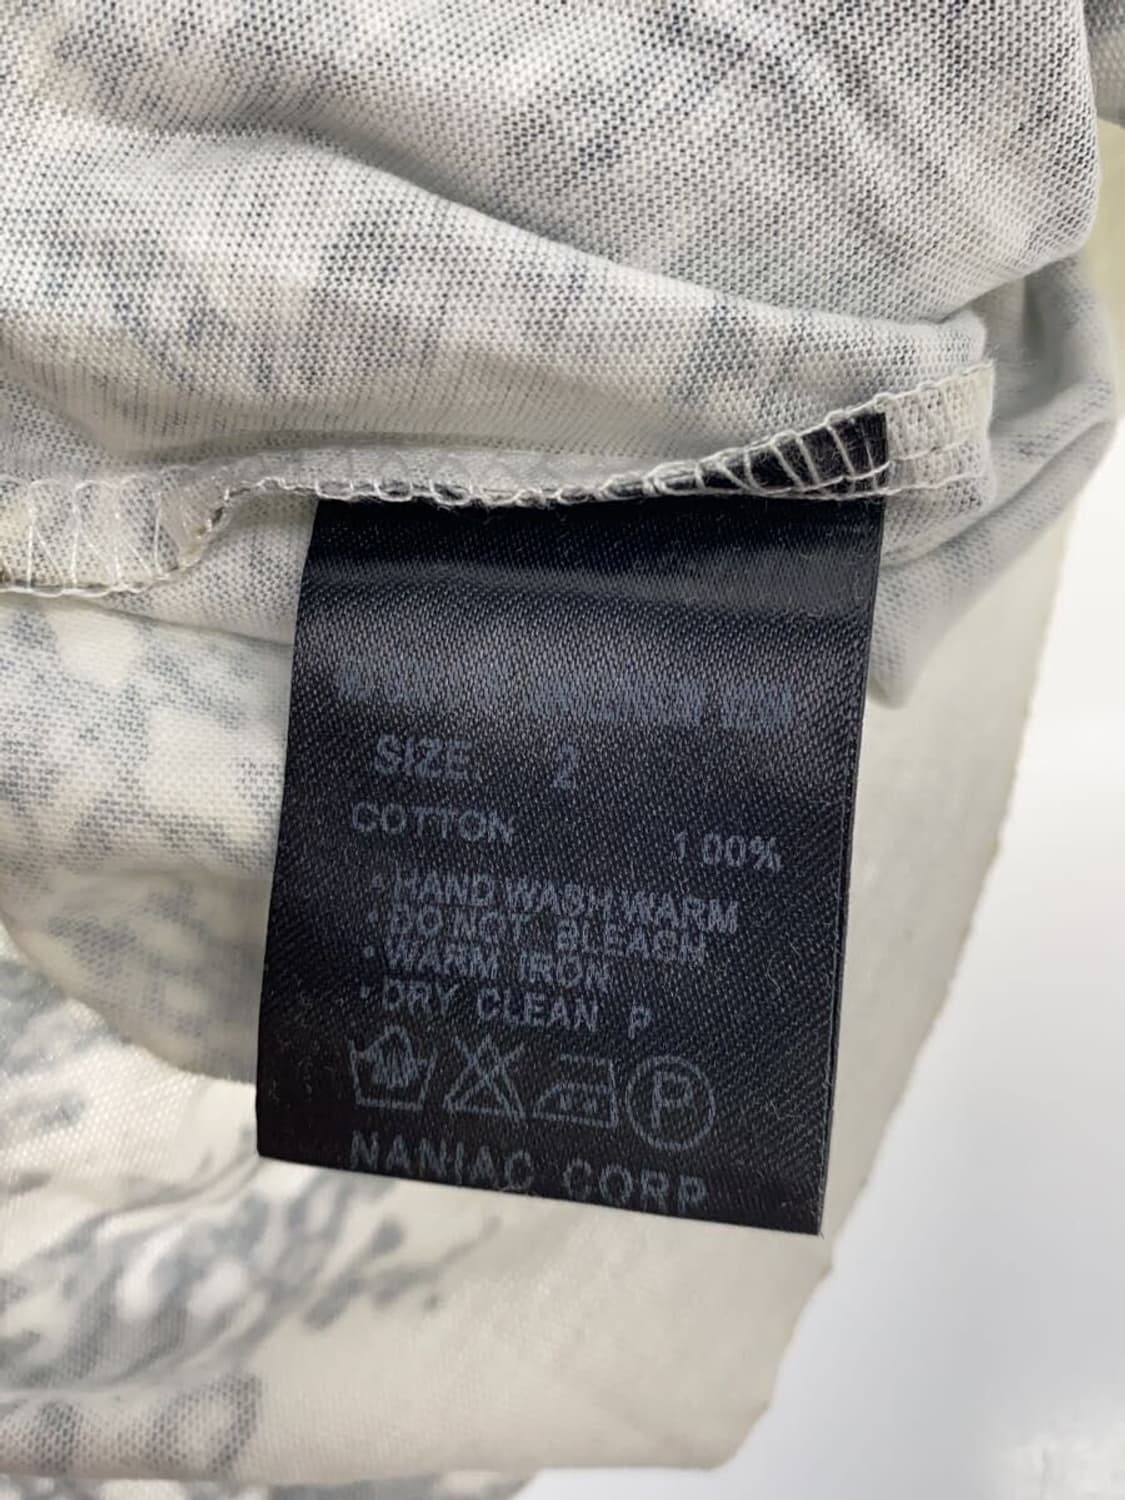 SIZE 2
COTTON 100%
・HAND WASH WARM
・DO NOT BLEACH
・WARM IRON
・DRY CLEAN P
P
NANIAC CORP